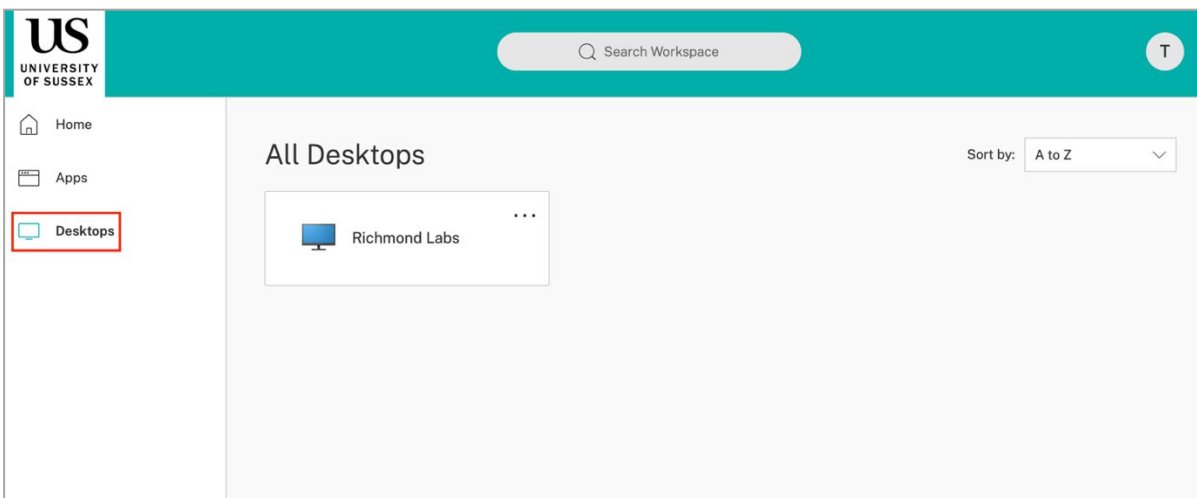 US
UNIVERSITY
OF SUSSEX
Search Workspace
T
Home
Apps
Desktops
All Desktops
Sort by: A to Z
Richmond Labs